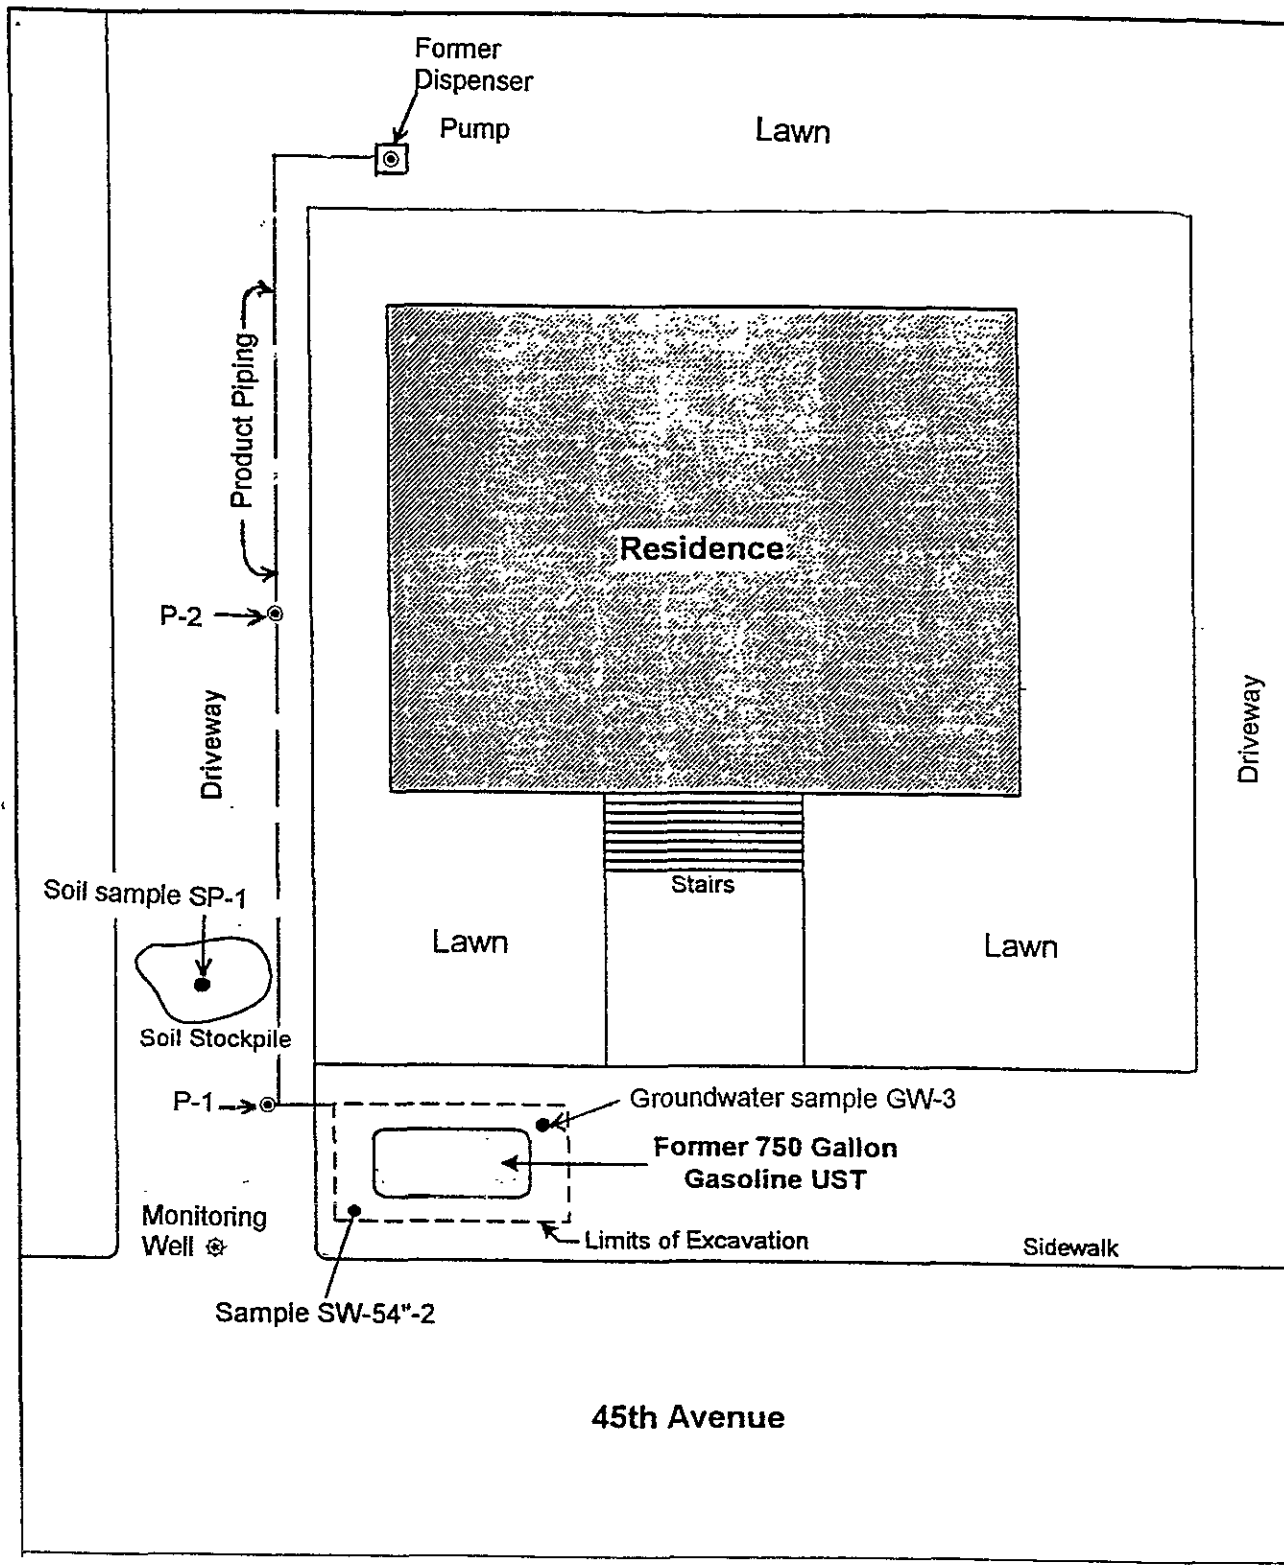 Former
Dispenser
Pump
Lawn
Product Piping
Residence
P-2
Driveway
Driveway
Stairs
Soil sample SP-1
Lawn
Lawn
Soil Stockpile
P-1
Groundwater sample GW-3
Former 750 Gallon
Gasoline UST
Monitoring
Well
Limits of Excavation
Sidewalk
Sample SW-54"-2
45th Avenue